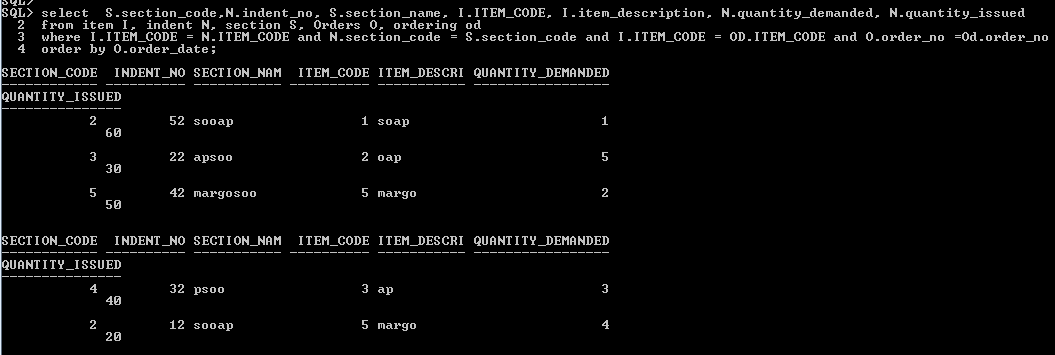 SQL>
SQL> select  S.section_code,N.indent_no, S.section_name, I.ITEM_CODE, I.item_description, N.quantity_demanded, N.quantity_issued
  2  from item I, indent N, section S, Orders O, ordering od
  3  where I.ITEM_CODE = N.ITEM_CODE and N.section_code = S.section_code and I.ITEM_CODE = OD.ITEM_CODE and O.order_no =Od.order_no
  4  order by O.order_date;
SECTION_CODE  INDENT_NO SECTION_NAM  ITEM_CODE ITEM_DESCRI QUANTITY_DEMANDED
------------ ---------- ----------- ---------- ----------- -----------------
QUANTITY_ISSUED
---------------
           2         52 sooap                1 soap                        1
             60
           3         22 apsoo                2 oap                         5
             30
           5         42 margosoo             5 margo                       2
             50
SECTION_CODE  INDENT_NO SECTION_NAM  ITEM_CODE ITEM_DESCRI QUANTITY_DEMANDED
------------ ---------- ----------- ---------- ----------- -----------------
QUANTITY_ISSUED
---------------
           4         32 psoo                 3 ap                          3
             40
           2         12 sooap                5 margo                       4
             20